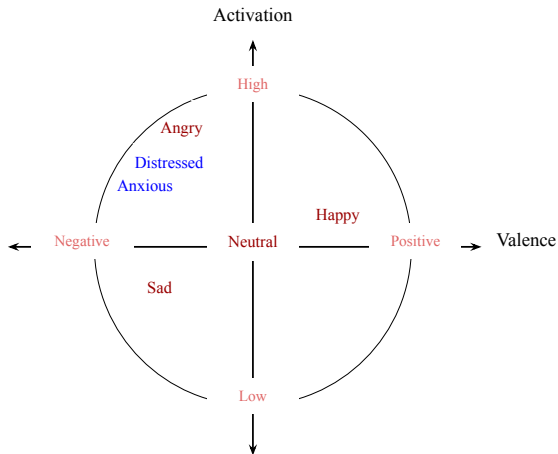 Activation
High
Angry
Distressed
Anxious
Happy
Negative
Neutral
Positive
Valence
Sad
Low